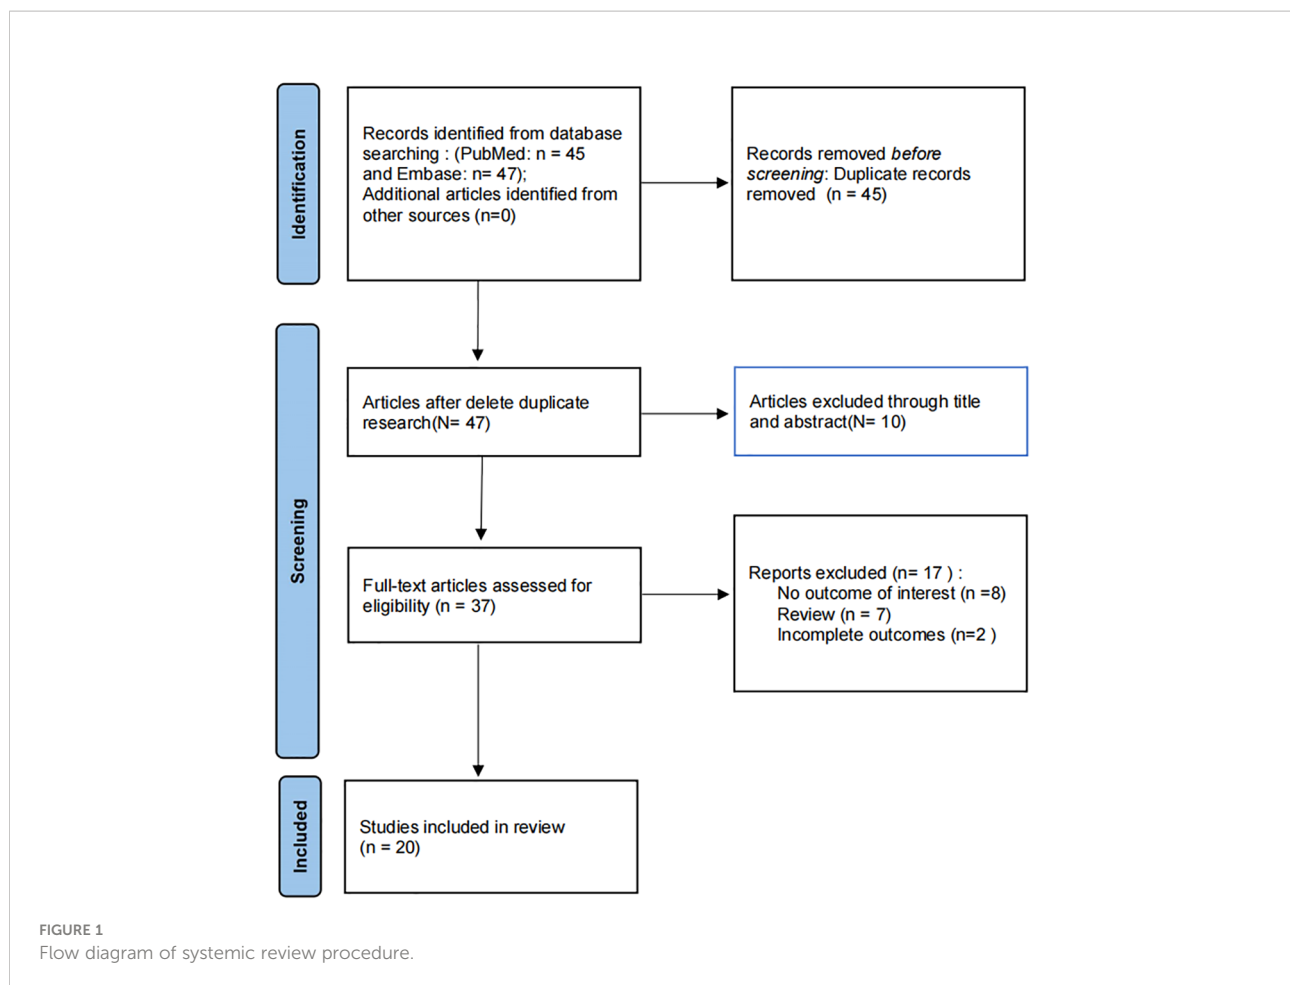 Identification
Records identified from database
searching : (PubMed: n = 45
and Embase: n= 47);
Additional articles identified from
other sources (n=0)
Records removed before
screening: Duplicate records
removed (n = 45)
Screening
Articles after delete duplicate
research(N= 47)
Articles excluded through title
and abstract(N= 10)
Full-text articles assessed for
eligibility (n = 37)
Reports excluded (n= 17 ) :
No outcome of interest (n =8)
Review (n = 7)
Incomplete outcomes (n=2 )
Included
Studies included in review
(n = 20)
FIGURE 1
Flow diagram of systemic review procedure.